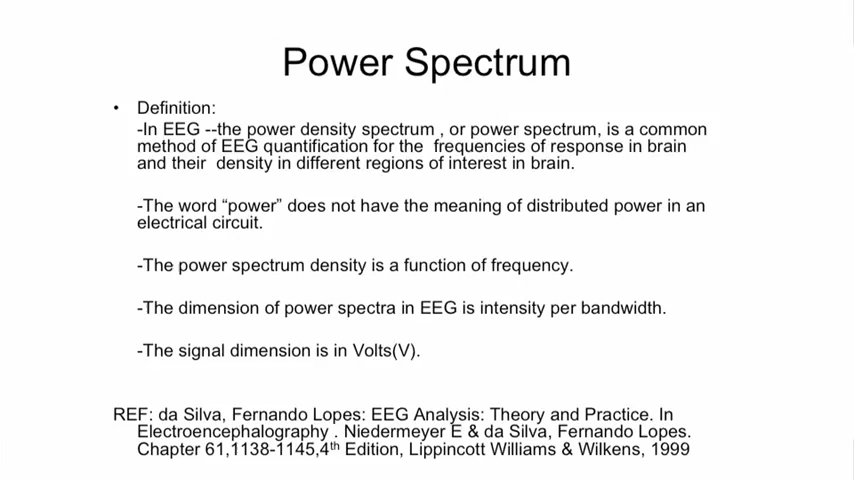 Power Spectrum
• Definition:
-In EEG --the power density spectrum , or power spectrum, is a common
method of EEG quantification for the frequencies of response in brain
and their density in different regions of interest in brain.
-The word “power” does not have the meaning of distributed power in an
electrical circuit.
-The power spectrum density is a function of frequency.
-The dimension of power spectra in EEG is intensity per bandwidth.
-The signal dimension is in Volts(V).
REF: da Silva, Fernando Lopes: EEG Analysis: Theory and Practice. In
Electroencephalography . Niedermeyer E & da Silva, Fernando Lopes.
Chapter 61,1138-1145,4th Edition, Lippincott Williams & Wilkens, 1999